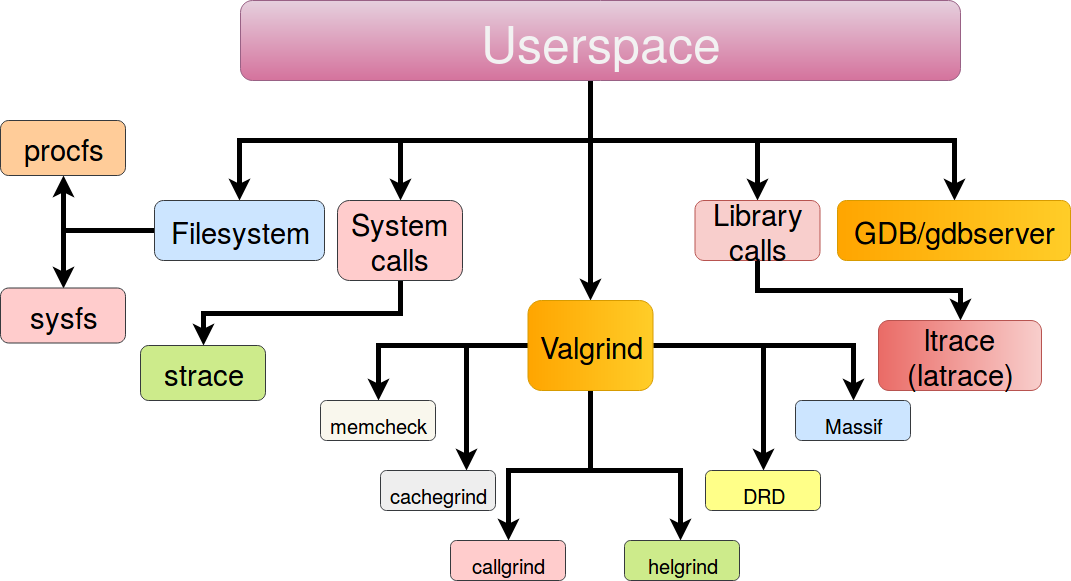 Userspace
procfs
Filesystem
System
calls
Library
calls
GDB/gdbserver
sysfs
strace
Valgrind
ltrace
(latrace)
memcheck
Massif
cachegrind
DRD
callgrind
helgrind